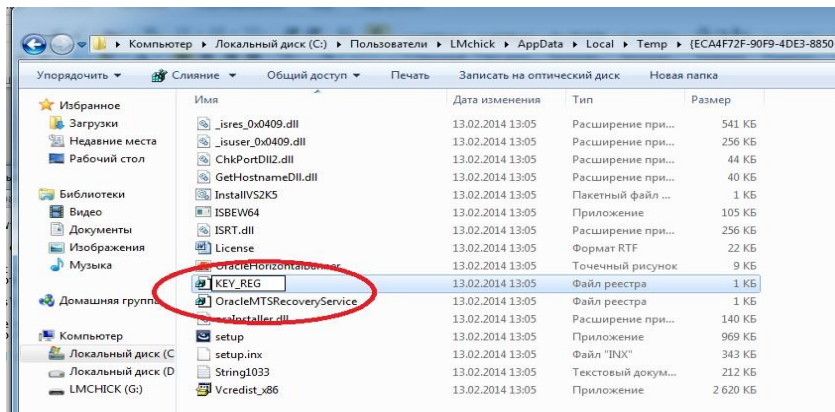 Компьютер ▸ Локальный диск (C:) ▸ Пользователи ▸ LMchick ▸ AppData ▸ Local ▸ Temp ▸ {ECA4F72F-90F9-4DE3-8850
Упорядочить Слияние Общий доступ Печать Записать на оптический диск Новая папка
Имя Дата изменения Тип Размер
Избранное
Загрузки
Недавние места
Рабочий стол
Библиотеки
Видео
Документы
Изображения
Музыка
Домашняя группа
Компьютер
Локальный диск (C
Локальный диск (D
LMCHICK (G:)
_isres_0x0409.dll 13.02.2014 13:05 Расширение при... 541 КБ
_isuser_0x0409.dll 13.02.2014 13:05 Расширение при... 256 КБ
ChkPortDll2.dll 13.02.2014 13:05 Расширение при... 44 КБ
GetHostnameDll.dll 13.02.2014 13:05 Расширение при... 40 КБ
InstallVS2K5 13.02.2014 13:05 Пакетный файл ... 1 КБ
ISBEW64 13.02.2014 13:05 Приложение 105 КБ
ISRT.dll 13.02.2014 13:05 Расширение при... 256 КБ
License 13.02.2014 13:05 Формат RTF 22 КБ
OracleHorizontalBanner 13.02.2014 13:05 Точечный рисунок 9 КБ
KEY_REG 13.02.2014 13:05 Файл реестра 1 КБ
OracleMTSRecoveryService 13.02.2014 13:05 Файл реестра 1 КБ
oraInstaller.dll 13.02.2014 13:05 Расширение при... 140 КБ
setup 13.02.2014 13:05 Приложение 969 КБ
setup.inx 13.02.2014 13:05 Файл "INX" 343 КБ
String1033 13.02.2014 13:05 Текстовый докум... 212 КБ
Vcredist_x86 13.02.2014 13:05 Приложение 2 620 КБ